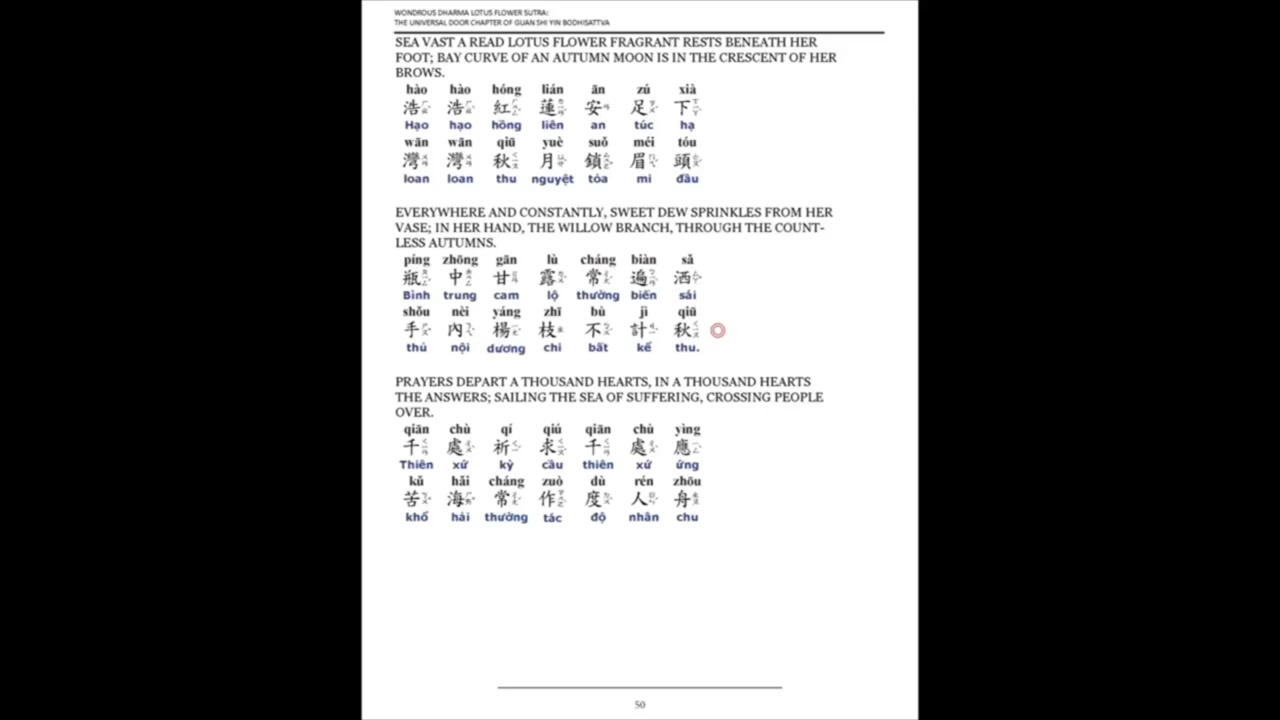 WONDROUS DHARMA LOTUS FLOWER SUTRA:
THE UNIVERSAL DOOR CHAPTER OF GUAN SHI YIN BODHISATTVA
SEA VAST A READ LOTUS FLOWER FRAGRANT RESTS BENEATH HER
FOOT; BAY CURVE OF AN AUTUMN MOON IS IN THE CRESCENT OF HER
BROWS.
hào hào hóng lián ān zú xià
浩 浩 紅 蓮 安 足 下
Hạo hạo hồng liên an túc hạ
wān wān qiū yuè suǒ méi tóu
灣 灣 秋 月 鎖 眉 頭
loan loan thu nguyệt tỏa mi đầu
EVERYWHERE AND CONSTANTLY, SWEET DEW SPRINKLES FROM HER
VASE; IN HER HAND, THE WILLOW BRANCH, THROUGH THE COUNT-
LESS AUTUMNS.
píng zhōng gān lù cháng biàn sǎ
瓶 中 甘 露 常 遍 洒
Bình trung cam lộ thường biến sái
shǒu nèi yáng zhī bù jì qiū
手 內 楊 枝 不 計 秋
thủ nội dương chi bất kế thu.
PRAYERS DEPART A THOUSAND HEARTS, IN A THOUSAND HEARTS
THE ANSWERS; SAILING THE SEA OF SUFFERING, CROSSING PEOPLE
OVER.
qiān chù qí qiú qiān chù yìng
千 處 祈 求 千 處 應
Thiên xứ kỳ cầu thiên xứ ứng
kǔ hǎi cháng zuò dù rén zhōu
苦 海 常 作 度 人 舟
khổ hải thường tác độ nhân chu
50